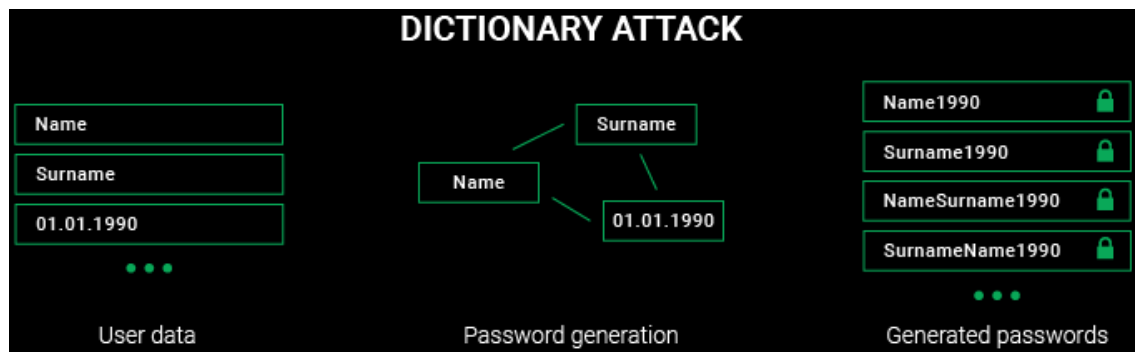 DICTIONARY ATTACK
Name
Surname
01.01.1990
User data
Surname
Name
01.01.1990
Password generation
Name1990
Surname1990
NameSurname1990
SurnameName1990
Generated passwords